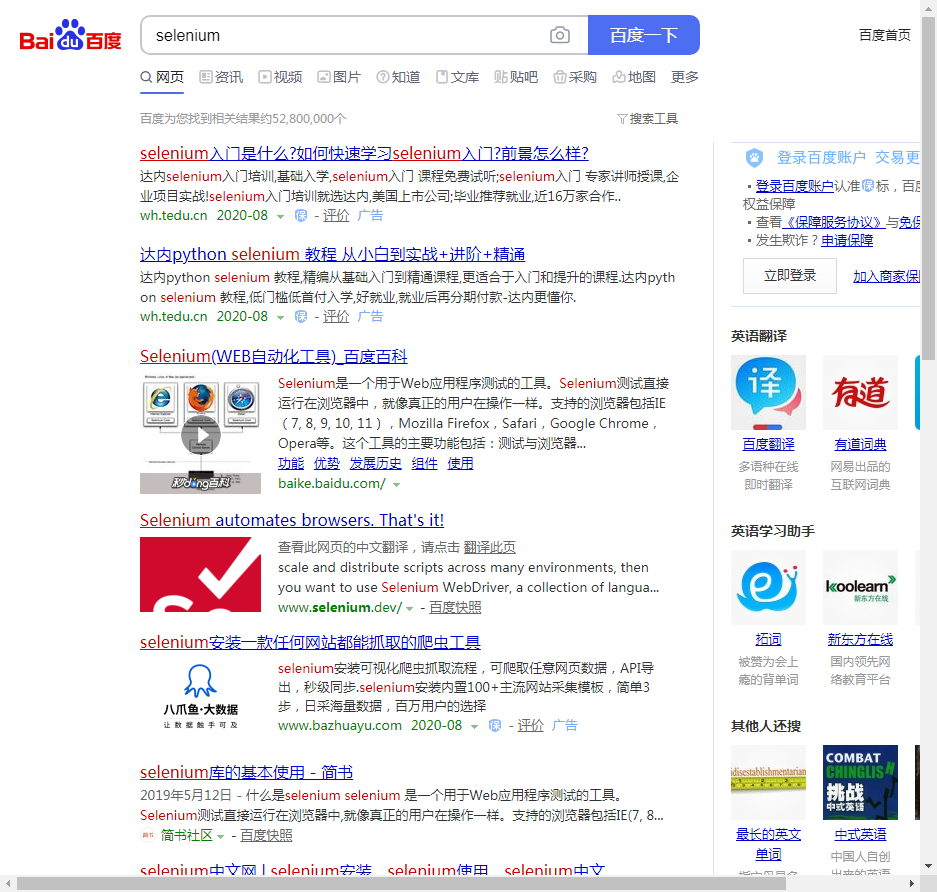 Bai du 百度
selenium
百度一下
百度首页
网页 资讯 视频 图片 知道 文库 贴吧 采购 地图 更多
百度为您找到相关结果约52,800,000个
搜索工具
selenium入门是什么?如何快速学习selenium入门?前景怎么样?
达内selenium入门培训,基础入学,selenium入门 课程免费试听;selenium入门 专家讲师授课,企
业项目实战!selenium入门培训就选达内,美国上市公司;毕业推荐就业,近16万家合作..
wh.tedu.cn 2020-08 保 - 评价 广告
达内python selenium 教程 从小白到实战+进阶+精通
达内python selenium 教程,精编从基础入门到精通课程,更适合于入门和提升的课程.达内pyth
on selenium 教程,低门槛低首付入学,好就业,就业后再分期付款-达内更懂你.
wh.tedu.cn 2020-08 保 - 评价 广告
Selenium(WEB自动化工具)_百度百科
秒dǒng百科
Selenium是一个用于Web应用程序测试的工具。Selenium测试直接
运行在浏览器中，就像真正的用户在操作一样。支持的浏览器包括IE
（7, 8, 9, 10, 11），Mozilla Firefox，Safari，Google Chrome，
Opera等。这个工具的主要功能包括：测试与浏览器...
功能 优势 发展历史 组件 使用
baike.baidu.com/
Selenium automates browsers. That's it!
查看此网页的中文翻译，请点击 翻译此页
scale and distribute scripts across many environments, then
you want to use Selenium WebDriver, a collection of langua...
www.selenium.dev/ - 百度快照
selenium安装一款任何网站都能抓取的爬虫工具
八爪鱼·大数据
让数据触手可及
selenium安装可视化爬虫抓取流程，可爬取任意网页数据，API导
出，秒级同步.selenium安装内置100+主流网站采集模板，简单3
步，日采海量数据，百万用户的选择
www.bazhuayu.com 2020-08 保 - 评价 广告
selenium库的基本使用 - 简书
2019年5月12日 - 什么是selenium selenium 是一个用于Web应用程序测试的工具。
Selenium测试直接运行在浏览器中,就像真正的用户在操作一样。支持的浏览器包括IE(7, 8...
简书 简书社区 - 百度快照
selenium中文网 | selenium安装、selenium使用、selenium中文
登录百度账户 交易更
·登录百度账户认准保标，百度
权益保障
·查看《保障服务协议》与免保
·发生欺诈？申请保障
立即登录
加入商家保障
英语翻译
译
有道
百度翻译 有道词典
多语种在线 网易出品的
即时翻译 互联网词典
英语学习助手
koolearn
新东方在线
拓词 新东方在线
被赞为会上 国内领先网
瘾的背单词 络教育平台
其他人还搜
idisestablishmentarian
COMBAT
CHINGLISH
挑战
中式英语
最长的英文 中式英语
单词 中国人自创